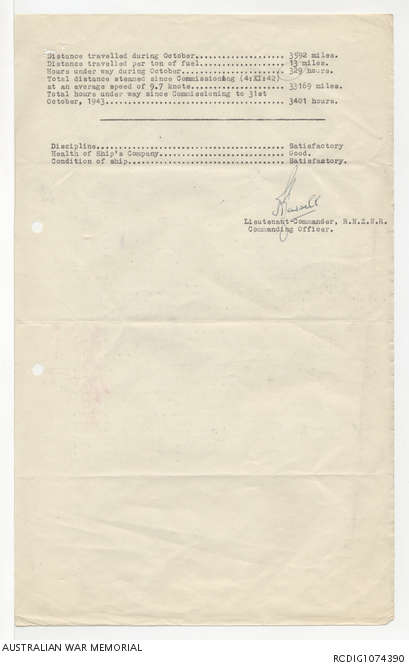 Distance travelled during October...................... 3592 miles.
Distance travelled per ton of fuel..................... 13 miles.
Hours under way during October......................... 329 hours.
Total distance steamed since Commissioning (4:XI:42)
at an average speed of 9.7 knots....................... 33169 miles.
Total hours under way since Commissioning to 31st
October, 1943.......................................... 3401 hours.
Discipline............................................. Satisfactory
Health of Ship's Company............................... Good.
Condition of ship...................................... Satisfactory.
Lieutenant-Commander, R.N.Z.N.R.
Commanding Officer.
AUSTRALIAN WAR MEMORIAL
RCDIG1074390